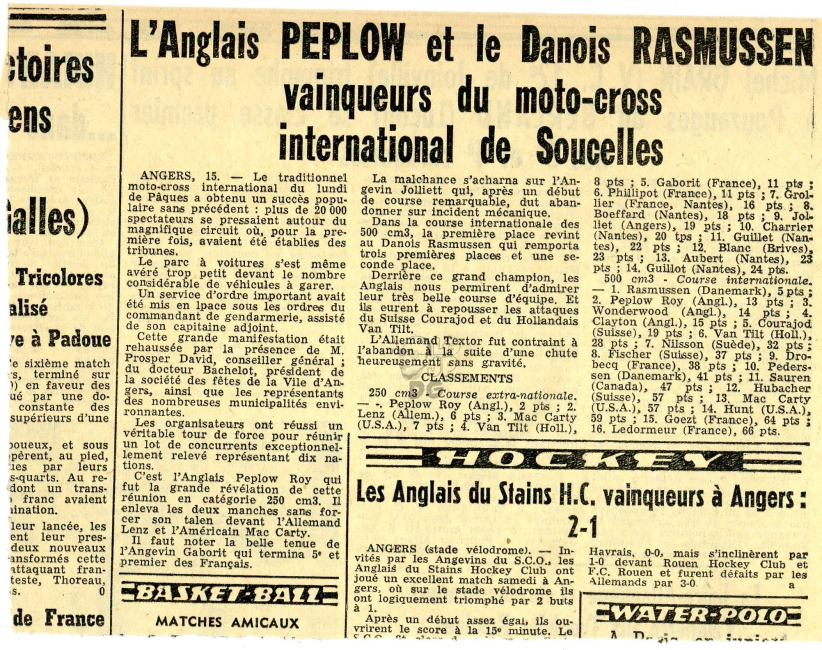 ctoires
ens
Galles)
Tricolores
alisé
ve à Padoue
e sixième match
s, terminé sur
) en faveur des
ué par une do-
constante des
supérieurs d'une
poueux, et sous
pèrent, au pied,
ues par leurs
s-quarts. Au re-
dont un trans-
franc avaient
ination.
leur lancée, les
ent leur pres-
deux nouveaux
ansformés cette
attaquant fran-
teste, Thoreau,
s. 0
de France
L'Anglais PEPLOW et le Danois RASMUSSEN
vainqueurs du moto-cross
international de Soucelles
ANGERS, 15. — Le traditionnel
moto-cross international du lundi
de Pâques a obtenu un succès popu-
laire sans précédent : plus de 20 000
spectateurs se pressaient autour du
magnifique circuit où, pour la pre-
mière fois, avaient été établies des
tribunes.
Le parc à voitures s'est même
avéré trop petit devant le nombre
considérable de véhicules à garer.
Un service d'ordre important avait
été mis en lpace sous les ordres du
commandant de gendarmerie, assisté
de son capitaine adjoint.
Cette grande manifestation était
rehaussée par la présence de M.
Prosper David, conseiller général ;
du docteur Bachelot, président de
la société des fêtes de la Ville d'An-
gers, ainsi que les représentants
des nombreuses municipalités envi-
ronnantes.
Les organisateurs ont réussi un
véritable tour de force pour réunir
un lot de concurrents exceptionnel-
lement relevé représentant dix na-
tions.
C'est l'Anglais Peplow Roy qui
fut la grande révélation de cette
réunion en catégorie 250 cm3. Il
enleva les deux manches sans for-
cer son talent devant l'Allemand
Lenz et l'Américain Mac Carty.
Il faut noter la belle tenue de
l'Angevin Gaborit qui termina 5e et
premier des Français.
BASKET-BALL
MATCHES AMICAUX
La malchance s'acharna sur l'An-
gevin Jolliett qui, après un début
de course remarquable, dut aban-
donner sur incident mécanique.
Dans la course internationale des
500 cm3, la première place revint
au Danois Rasmussen qui remporta
trois premières places et une se-
conde place.
Derrière ce grand champion, les
Anglais nous permirent d'admirer
leur très belle course d'équipe. Et
ils eurent à repousser les attaques
du Suisse Courajod et du Hollandais
Van Tilt.
L'Allemand Textor fut contraint à
l'abandon à la suite d'une chute
heureusement sans gravité.
CLASSEMENTS
250 cm3 - Course extra-nationale.
— . Peplow Roy (Angl.), 2 pts ; 2.
Lenz (Allem.), 6 pts ; 3. Mac Carty
(U.S.A.), 7 pts ; 4. Van Tilt (Holl.),
8 pts ; 5. Gaborit (France), 11 pts ;
6. Phillipot (France), 11 pts ; 7. Grol-
lier (France, Nantes), 16 pts ; 8.
Boeffard (Nantes), 18 pts ; 9. Jol-
liet (Angers), 19 pts ; 10. Charrier
(Nantes), 20 tps ; 11. Guillet (Nan-
tes), 22 pts ; 12. Blanc (Brives),
23 pts ; 13. Aubert (Nantes), 23
pts ; 14. Guillot (Nantes), 24 pts.
500 cm3 - Course internationale.
— 1. Rasmussen (Danemark), 5 pts ;
2. Peplow Roy (Angl.), 13 pts ; 3.
Wonderwood (Angl.), 14 pts ; 4.
Clayton (Angl.), 15 pts ; 5. Courajod
(Suisse), 19 pts ; 6. Van Tilt (Holl.),
28 pts ; 7. Nilsson (Suède), 32 pts ;
8. Fischer (Suisse), 37 pts ; 9. Dro-
becq (France), 38 pts ; 10. Peders-
sen (Danemark), 41 pts ; 11. Sauren
(Canada), 47 pts ; 12. Hubacher
(Suisse), 57 pts ; 13. Mac Carty
(U.S.A.), 57 pts ; 14. Hunt (U.S.A.),
59 pts ; 15. Goezt (France), 64 pts ;
16. Ledormeur (France), 66 pts.
HOCKEY
Les Anglais du Stains H.C. vainqueurs à Angers :
2-1
ANGERS (stade vélodrome). — In-
vités par les Angevins du S.C.O., les
Anglais du Stains Hockey Club ont
joué un excellent match samedi à An-
gers, où sur le stade vélodrome ils
ont logiquement triomphé par 2 buts
à 1.
Après un début assez égal, ils ou-
vrirent le score à la 15e minute. Le
Havrais, 0-0, mais s'inclinèrent par
1-0 devant Rouen Hockey Club et
F.C. Rouen et furent défaits par les
Allemands par 3-0. a
WATER-POLO